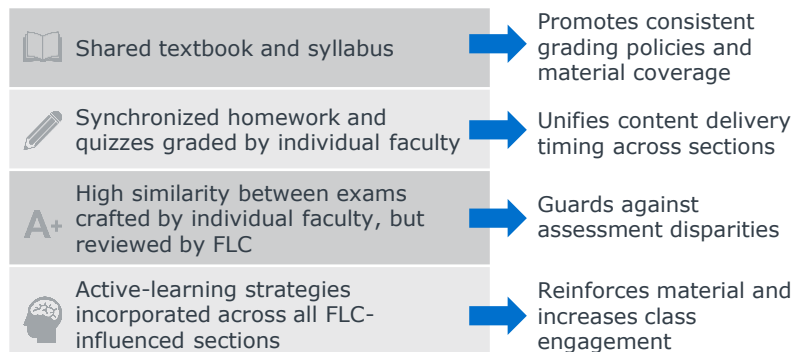 Shared textbook and syllabus
Promotes consistent
grading policies and
material coverage
Synchronized homework and
quizzes graded by individual faculty
Unifies content delivery
timing across sections
A+
High similarity between exams
crafted by individual faculty, but
reviewed by FLC
Guards against
assessment disparities
Active-learning strategies
incorporated across all FLC-
influenced sections
Reinforces material and
increases class
engagement